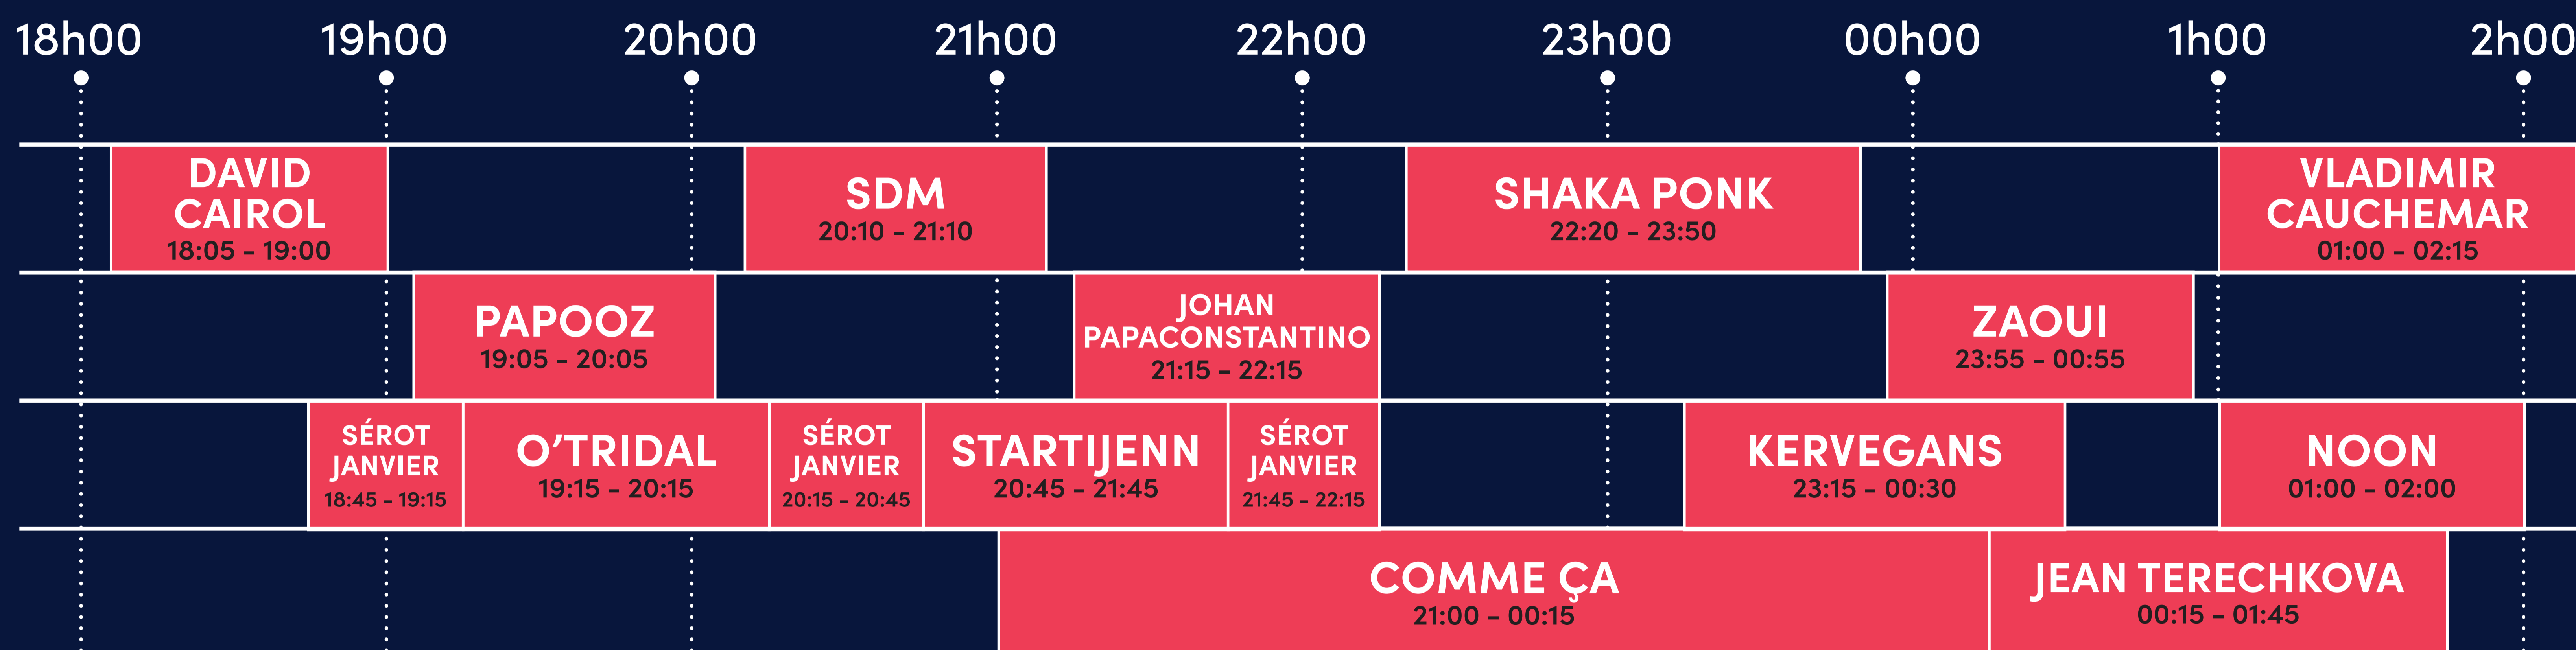 18h00 19h00 20h00 21h00 22h00 23h00 00h00 1h00 2h00
DAVID
CAIROL
18:05 - 19:00
SDM
20:10 - 21:10
SHAKA PONK
22:20 - 23:50
VLADIMIR
CAUCHEMAR
01:00 - 02:15
PAPOOZ
19:05 - 20:05
JOHAN
PAPACONSTANTINO
21:15 - 22:15
ZAOUI
23:55 - 00:55
SÉROT
JANVIER
18:45 - 19:15
O'TRIDAL
19:15 - 20:15
SÉROT
JANVIER
20:15 - 20:45
STARTIJENN
20:45 - 21:45
SÉROT
JANVIER
21:45 - 22:15
KERVEGANS
23:15 - 00:30
NOON
01:00 - 02:00
COMME ÇA
21:00 - 00:15
JEAN TERECHKOVA
00:15 - 01:45